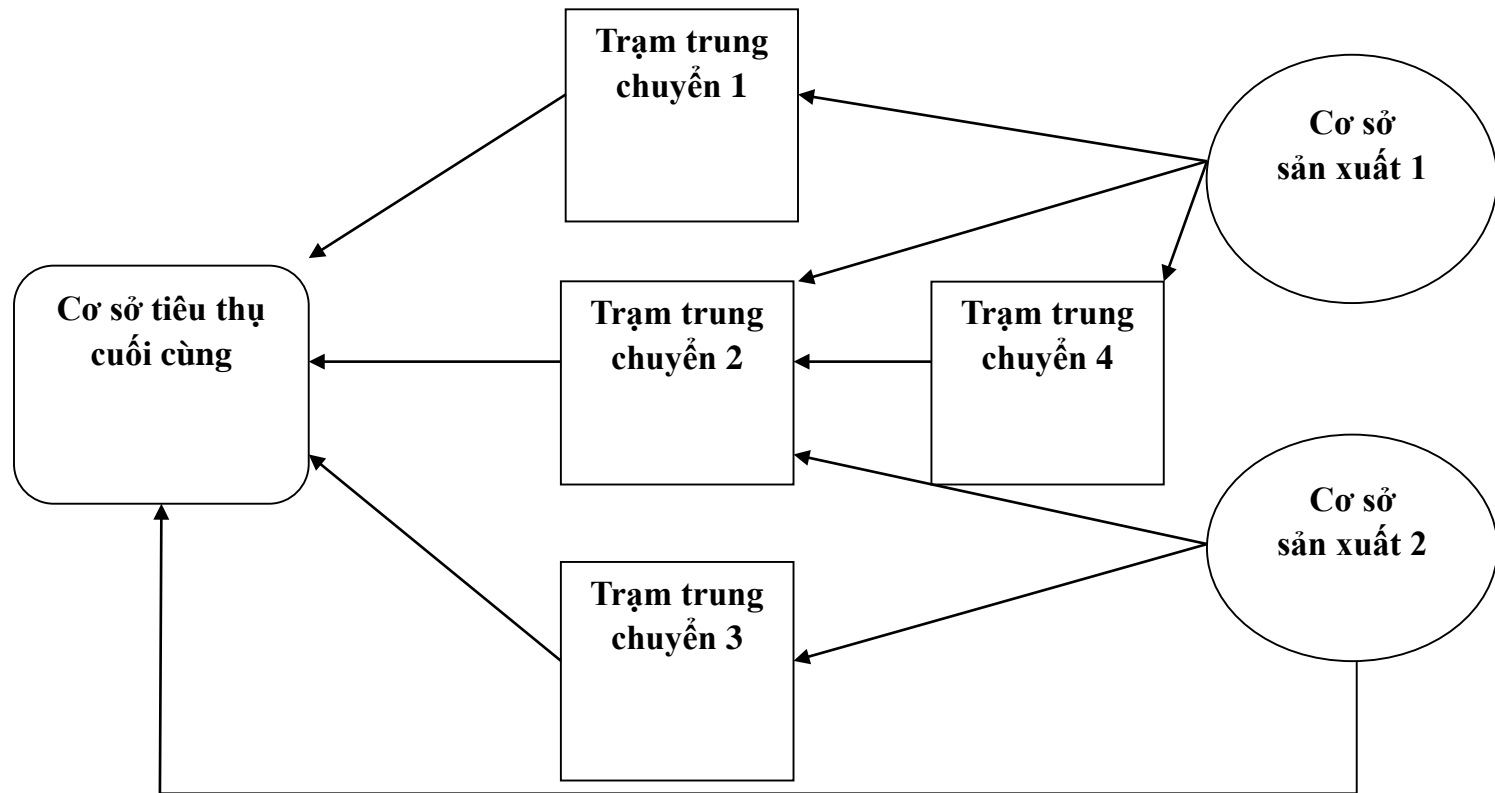 Trạm trung
chuyển 1
Cơ sở
sản xuất 1
Cơ sở tiêu thụ
cuối cùng
Trạm trung
chuyển 2
Trạm trung
chuyển 4
Cơ sở
sản xuất 2
Trạm trung
chuyển 3